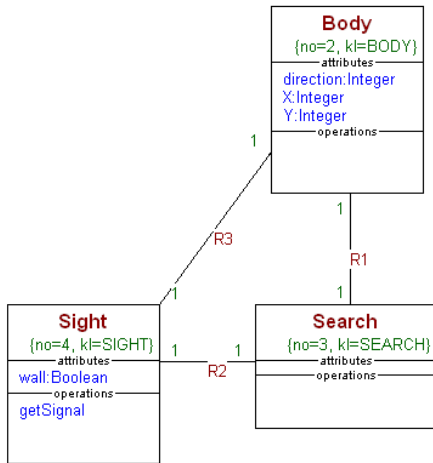 Body
{no=2, kl=BODY}
attributes
direction:Integer
X:Integer
Y:Integer
operations
1
1
R3
R1
1
1
Sight
{no=4, kl=SIGHT}
attributes
wall:Boolean
operations
getSignal
1
R2
1
Search
{no=3, kl=SEARCH}
attributes
operations